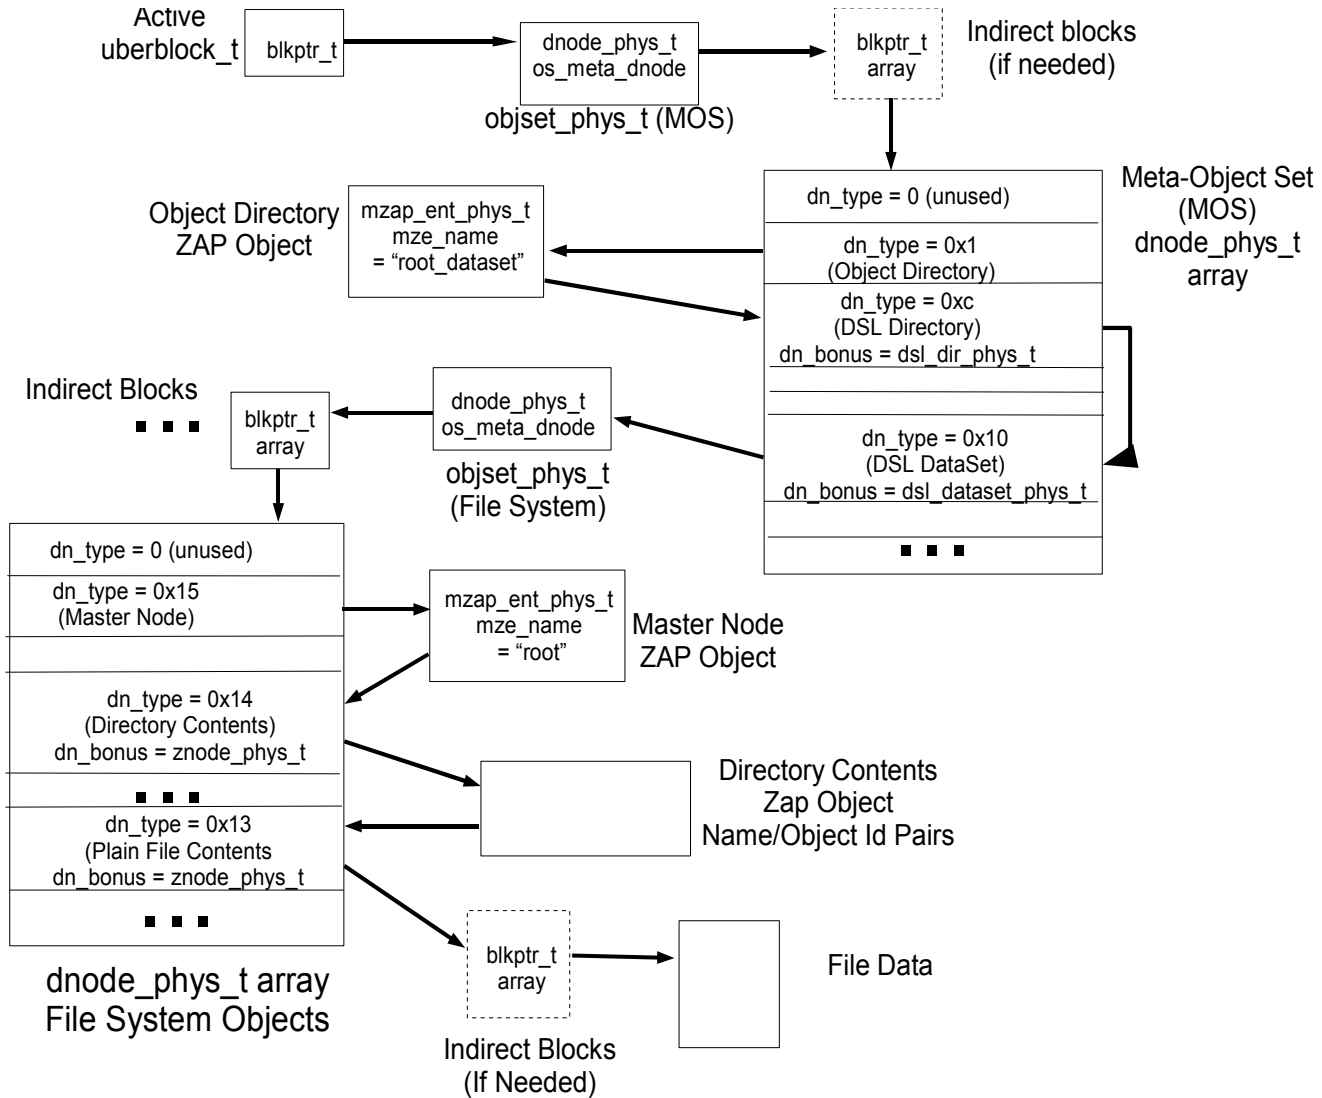 Active
uberblock_t
blkptr_t
dnode_phys_t
os_meta_dnode
objset_phys_t (MOS)
blkptr_t
array
Indirect blocks
(if needed)
Meta-Object Set
(MOS)
dnode_phys_t
array
dn_type = 0 (unused)
dn_type = 0x1
(Object Directory)
dn_type = 0xc
(DSL Directory)
dn_bonus = dsl_dir_phys_t
dn_type = 0x10
(DSL DataSet)
dn_bonus = dsl_dataset_phys_t
Object Directory
ZAP Object
mzap_ent_phys_t
mze_name
= “root_dataset”
dnode_phys_t
os_meta_dnode
objset_phys_t
(File System)
Indirect Blocks
blkptr_t
array
dn_type = 0 (unused)
dn_type = 0x15
(Master Node)
dn_type = 0x14
(Directory Contents)
dn_bonus = znode_phys_t
dn_type = 0x13
(Plain File Contents
dn_bonus = znode_phys_t
dnode_phys_t array
File System Objects
mzap_ent_phys_t
mze_name
= “root”
Master Node
ZAP Object
Directory Contents
Zap Object
Name/Object Id Pairs
blkptr_t
array
Indirect Blocks
(If Needed)
File Data